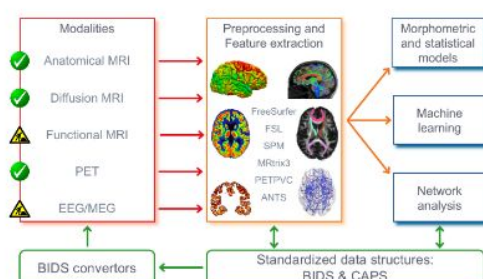 Modalities
Anatomical MRI
Diffusion MRI
Functional MRI
PET
EEG/MEG
Preprocessing and
Feature extraction
FreeSurfer
FSL
SPM
MRtrix3
PETPVC
ANTS
Morphometric and
statistical
models
Machine
learning
Network
analysis
BIDS convertors
Standardized data structures:
BIDS & CAPS